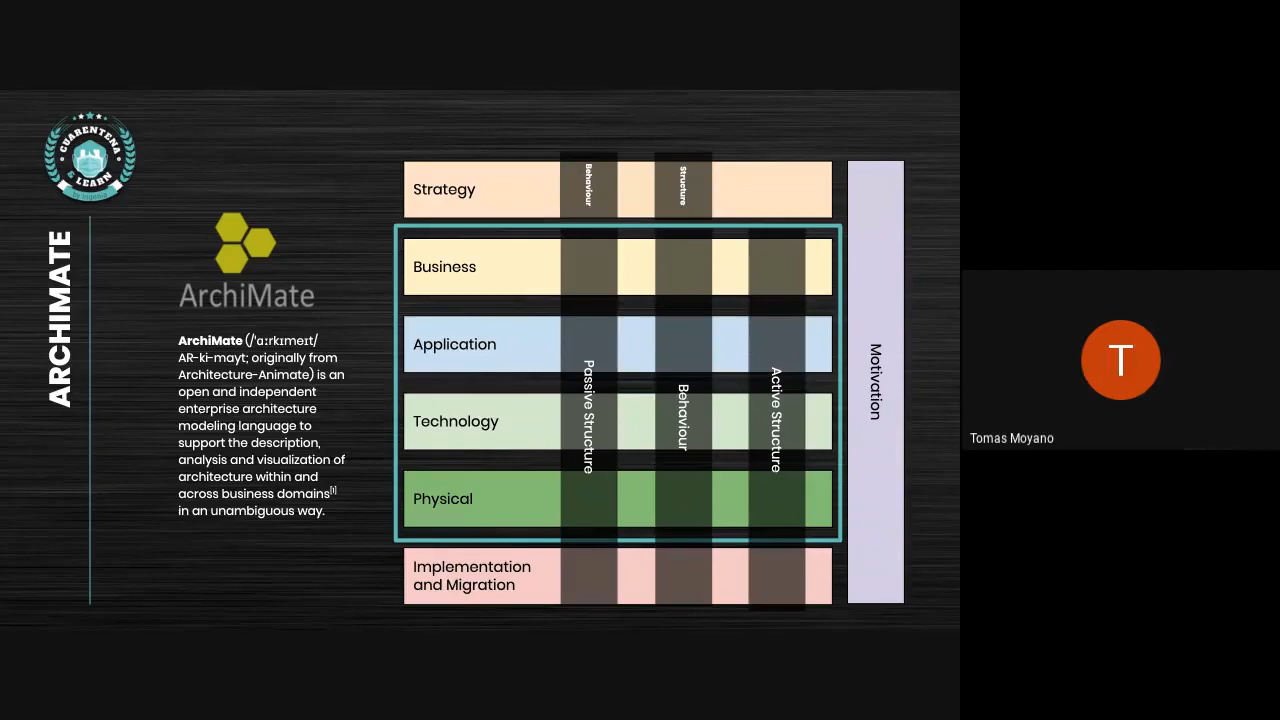 CUARENTENA
& LEARN
by Ingenia
ARCHIMATE
ArchiMate
ArchiMate (/ˈɑːrkɪmeɪt/
AR-ki-mayt; originally from
Architecture-Animate) is an
open and independent
enterprise architecture
modeling language to
support the description,
analysis and visualization of
architecture within and
across business domains[1]
in an unambiguous way.
Strategy
Behaviour
Structure
Business
Application
Technology
Physical
Implementation
and Migration
Passive Structure
Behaviour
Active Structure
Motivation
T
Tomas Moyano